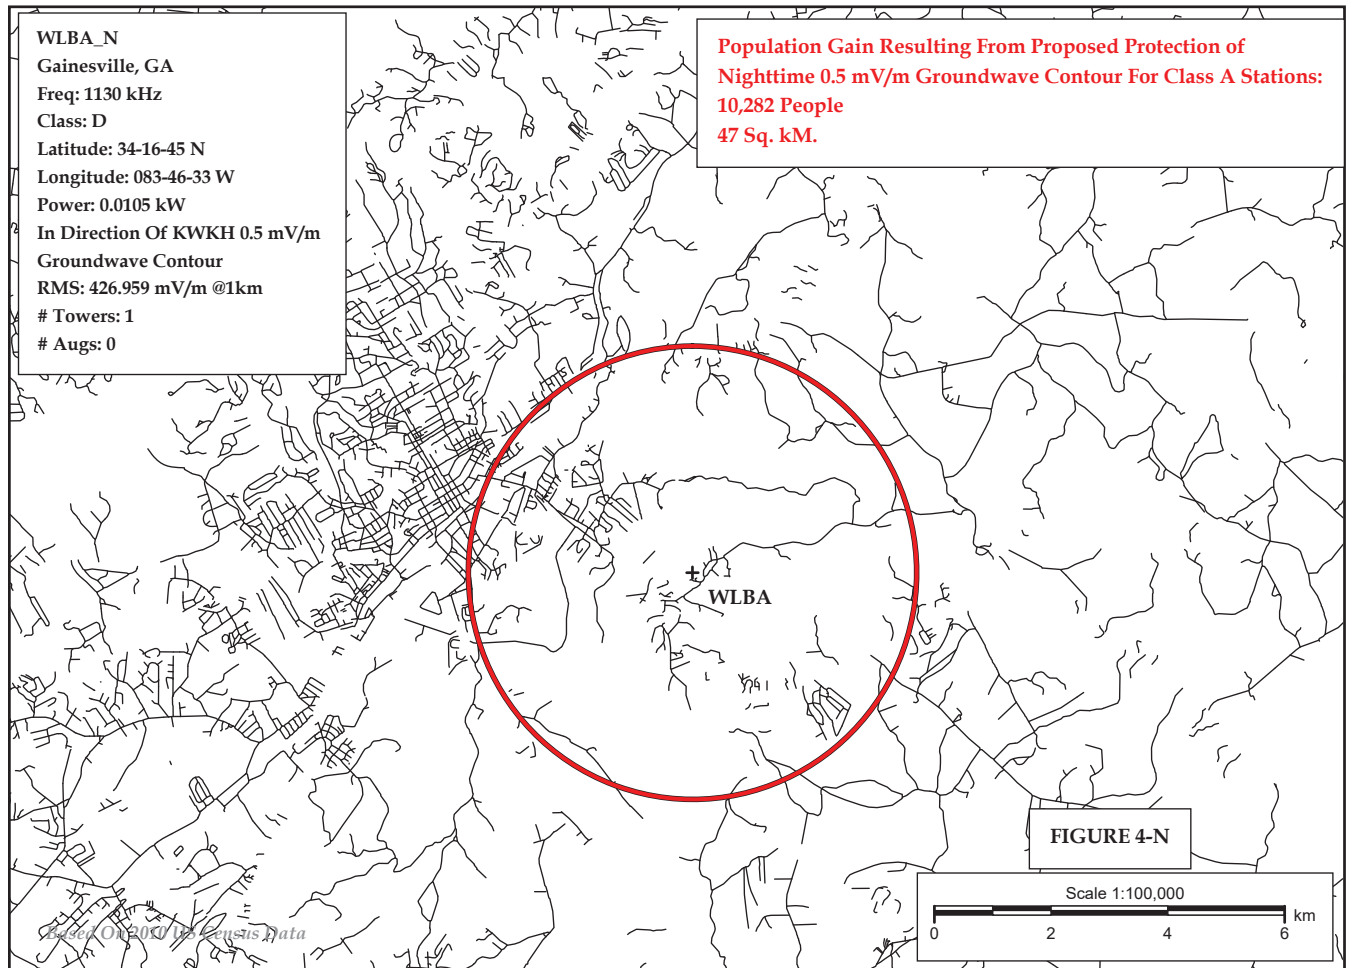 WLBA_N
Gainesville, GA
Freq: 1130 kHz
Class: D
Latitude: 34-16-45 N
Longitude: 083-46-33 W
Power: 0.0105 kW
In Direction Of KWKH 0.5 mV/m
Groundwave Contour
RMS: 426.959 mV/m @1km
# Towers: 1
# Augs: 0
Population Gain Resulting From Proposed Protection of
Nighttime 0.5 mV/m Groundwave Contour For Class A Stations:
10,282 People
47 Sq. kM.
WLBA
FIGURE 4-N
Scale 1:100,000
km
0 2 4 6
Based On 2010 US Census Data